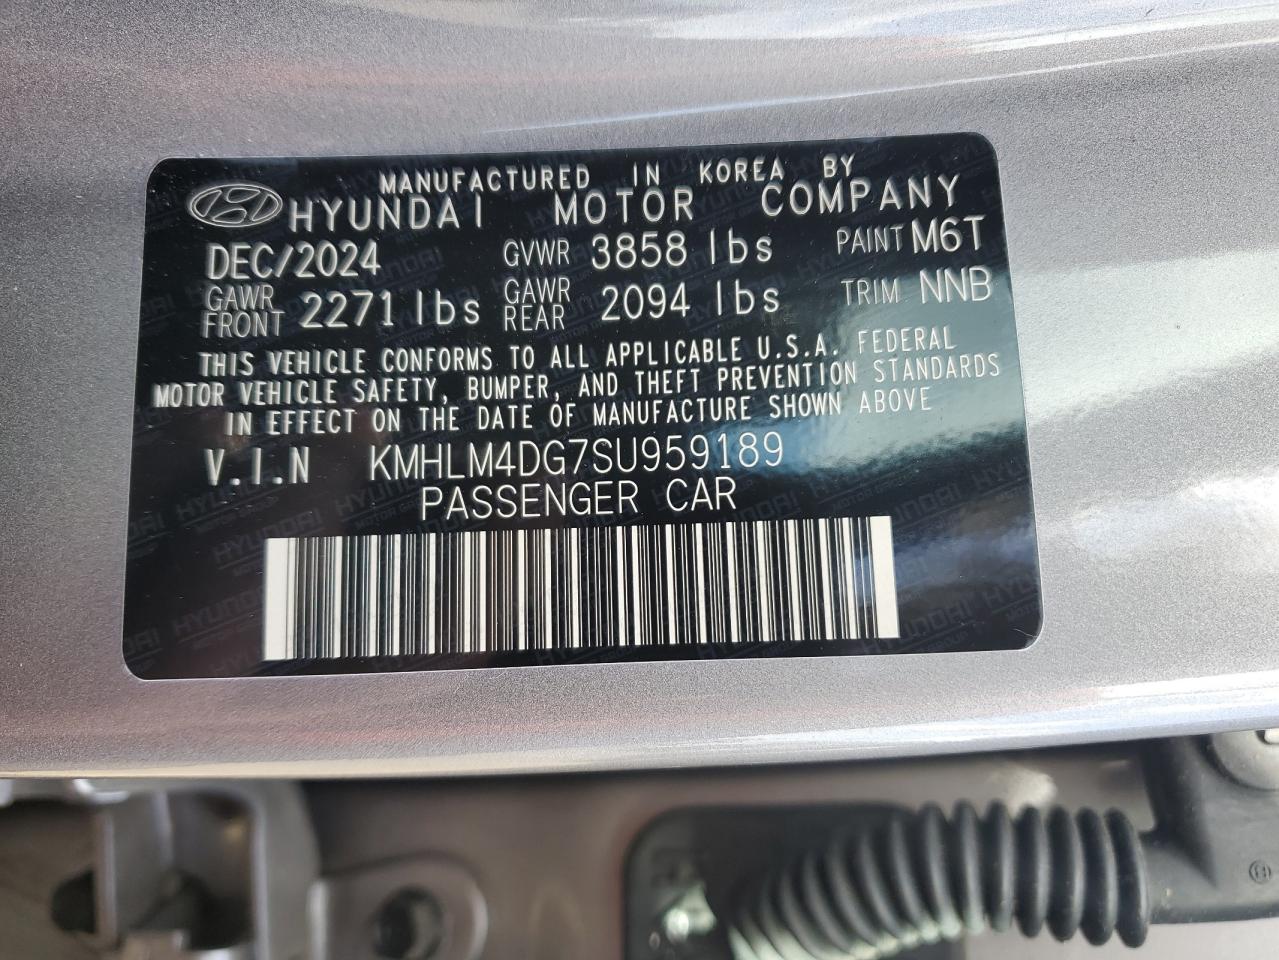 MANUFACTURED IN KOREA BY
HYUNDAI MOTOR COMPANY
DEC/2024 GVWR 3858 lbs PAINT M6T
GAWR FRONT 2271 lbs GAWR REAR 2094 lbs TRIM NNB
THIS VEHICLE CONFORMS TO ALL APPLICABLE U.S.A. FEDERAL
MOTOR VEHICLE SAFETY, BUMPER, AND THEFT PREVENTION STANDARDS
IN EFFECT ON THE DATE OF MANUFACTURE SHOWN ABOVE
V.I.N KMHLM4DG7SU959189
PASSENGER CAR